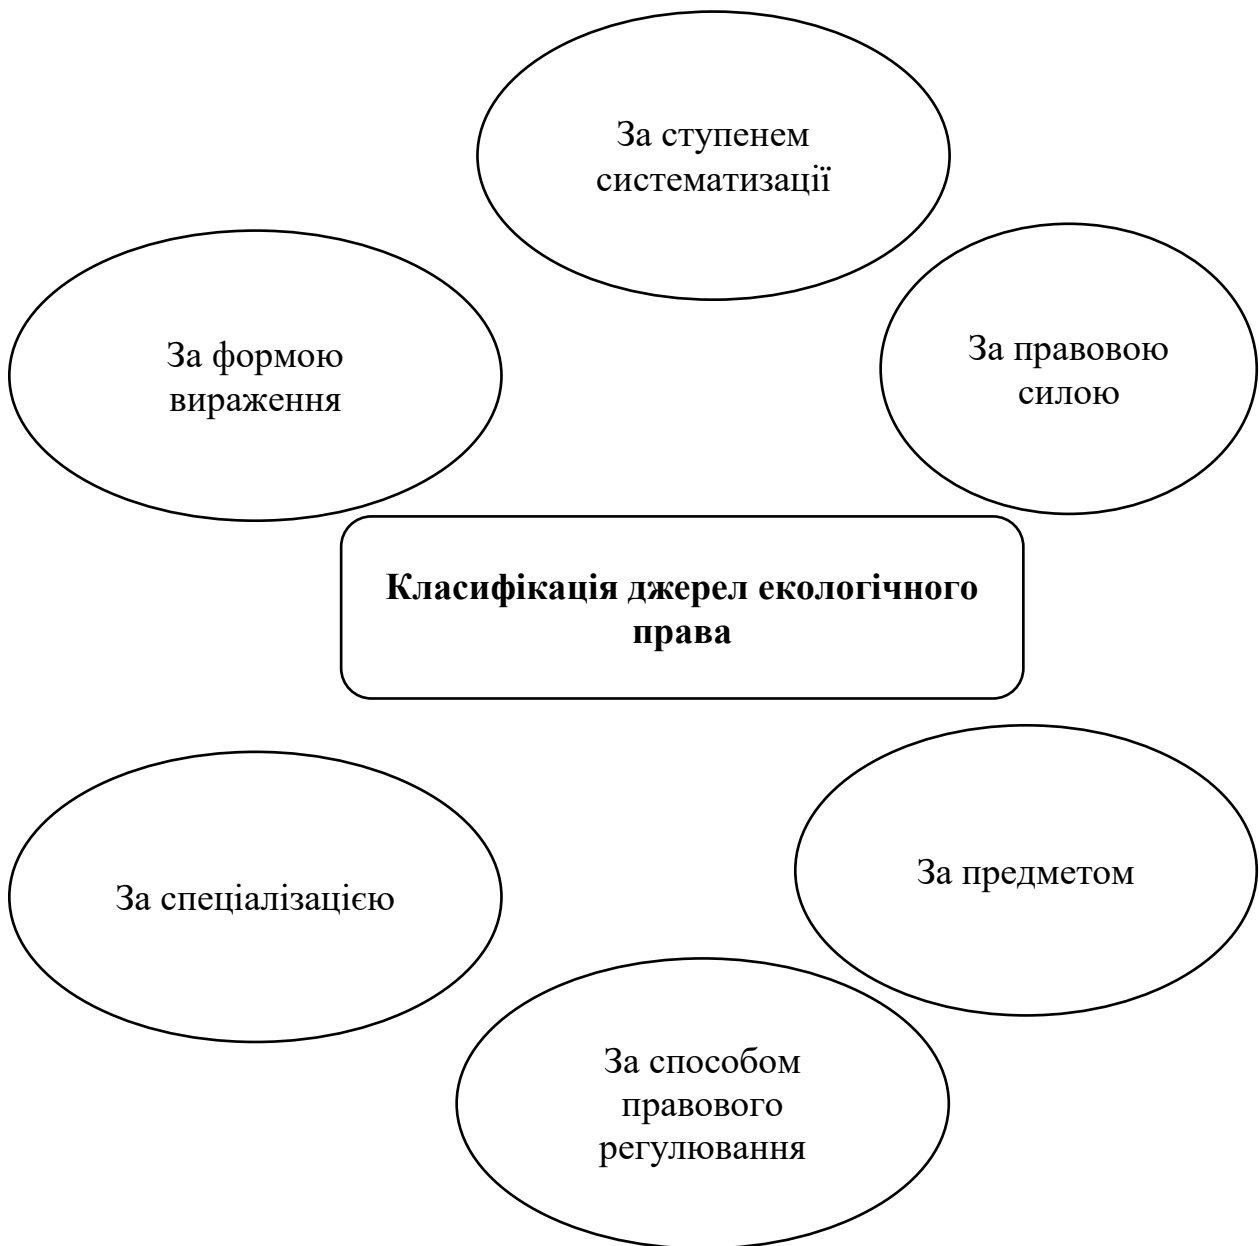 За ступенем
систематизації
За формою
вираження
За правовою
силою
Класифікація джерел екологічного
права
За спеціалізацією
За предметом
За способом
правового
регулювання